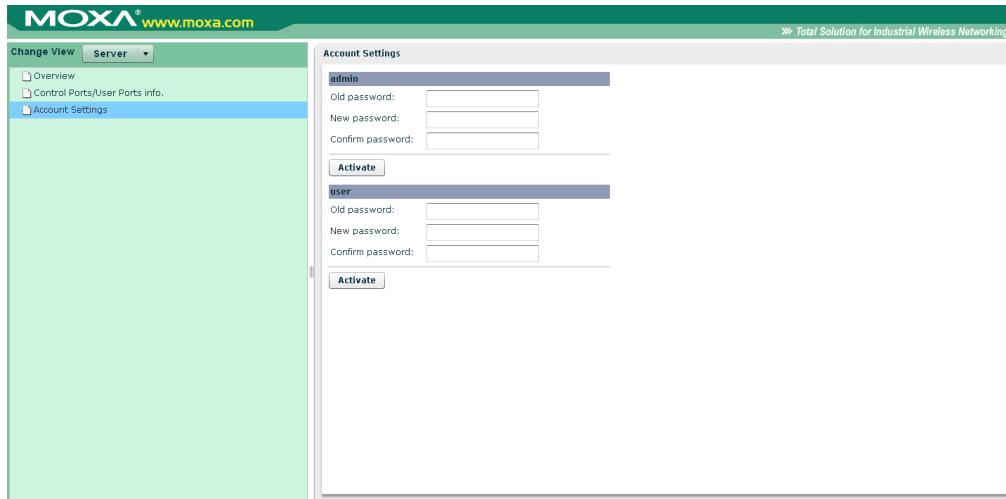 MOXA® www.moxa.com
Total Solution for Industrial Wireless Networking
Change View Server
Overview
Control Ports/User Ports info.
Account Settings
Account Settings
admin
Old password:
New password:
Confirm password:
Activate
user
Old password:
New password:
Confirm password:
Activate